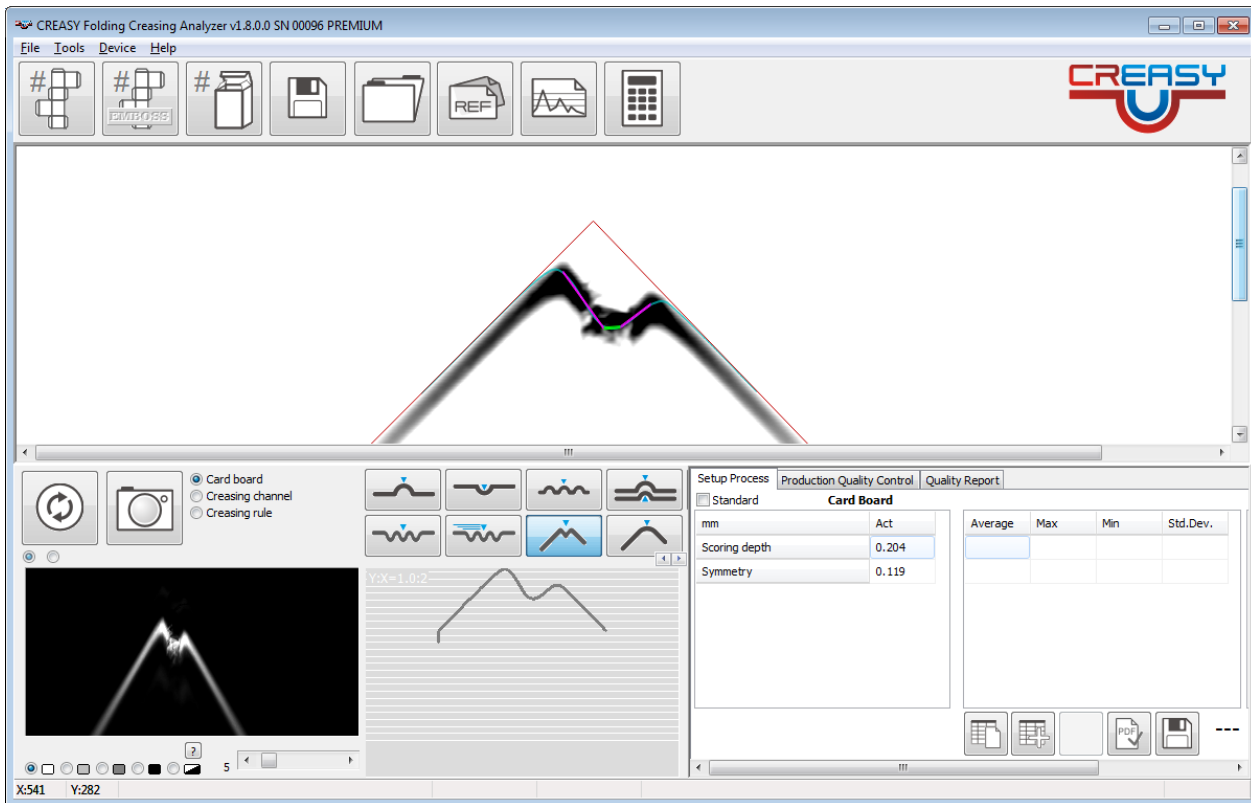 CREASY Folding Creasing Analyzer v1.8.0.0 SN 00096 PREMIUM
File Tools Device Help
# # EMBOSS # REF CREASY
Card board
Creasing channel
Creasing rule
Y:X=1.0:2
Setup Process Production Quality Control Quality Report
Standard Card Board
mm Act Average Max Min Std.Dev.
Scoring depth 0.204
Symmetry 0.119
PDF ---
? 5
X:541 Y:282